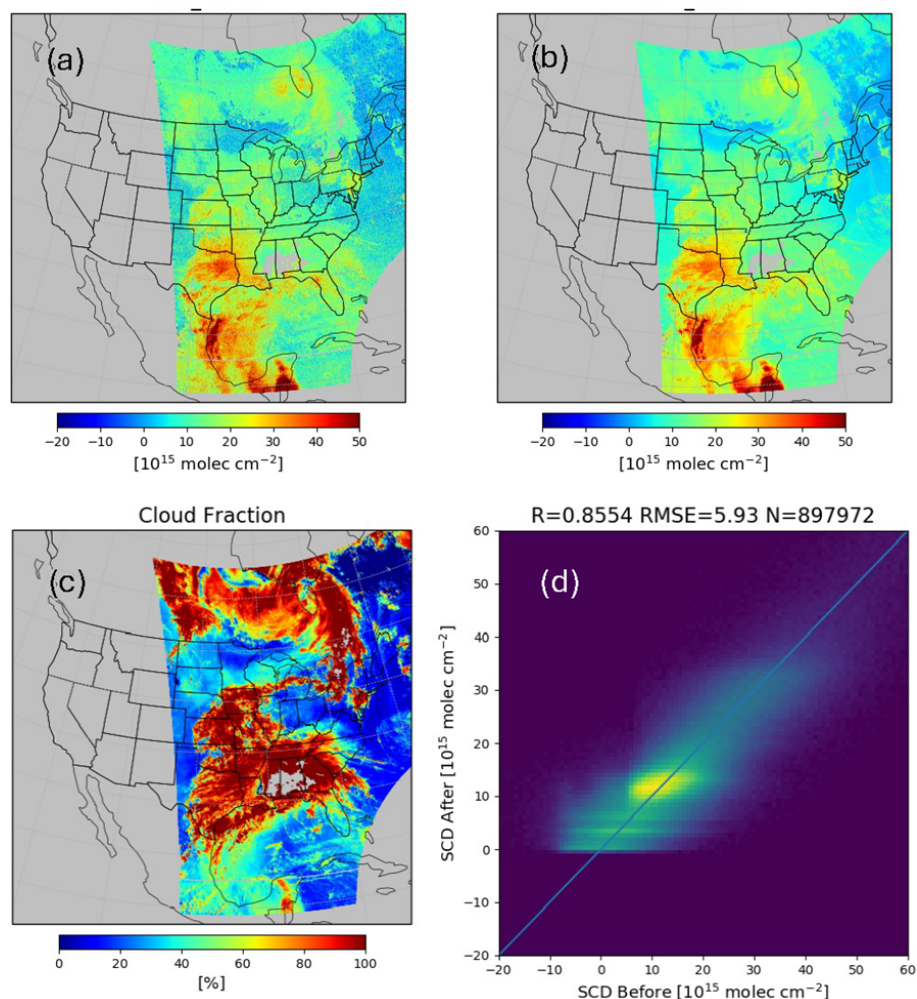 (a)
(b)
−20 −10 0 10 20 30 40 50
[10¹⁵ molec cm⁻²]
−20 −10 0 10 20 30 40 50
[10¹⁵ molec cm⁻²]
Cloud Fraction
(c)
0 20 40 60 80 100
[%]
R=0.8554 RMSE=5.93 N=897972
(d)
SCD After [10¹⁵ molec cm⁻²]
60
50
40
30
20
10
0
−10
−20
−20 −10 0 10 20 30 40 50 60
SCD Before [10¹⁵ molec cm⁻²]